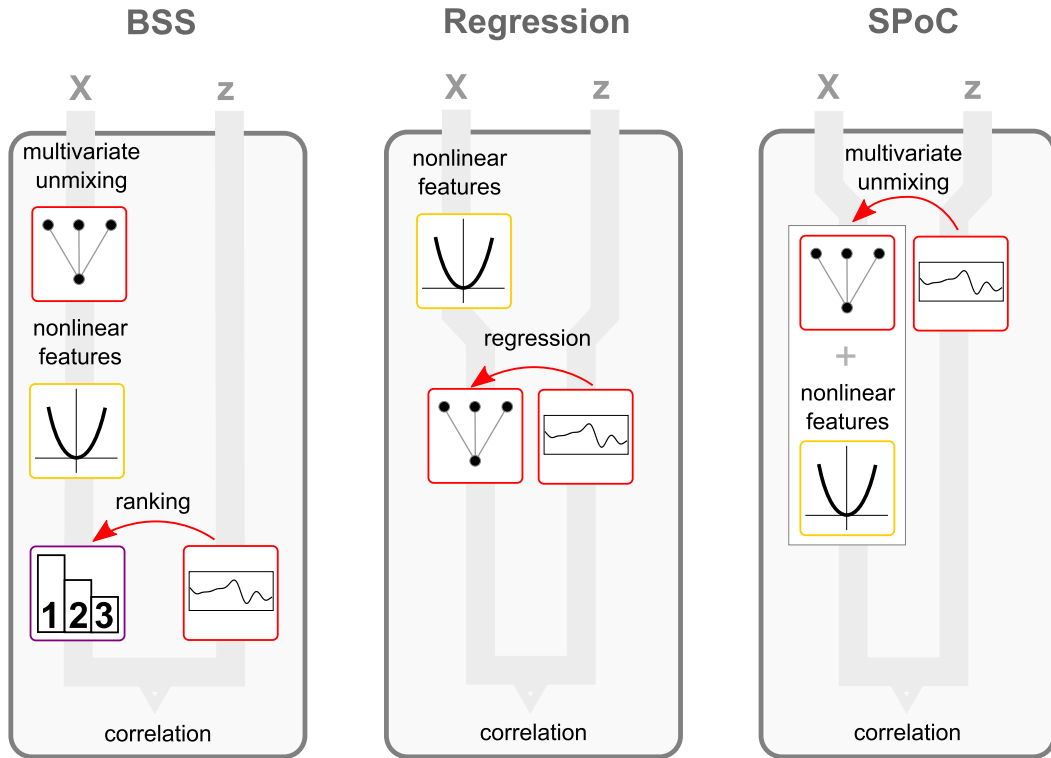 BSS
X
z
multivariate
unmixing
nonlinear
features
ranking
1 2 3
correlation
Regression
X
z
nonlinear
features
regression
correlation
SPoC
X
z
multivariate
unmixing
+
nonlinear
features
correlation